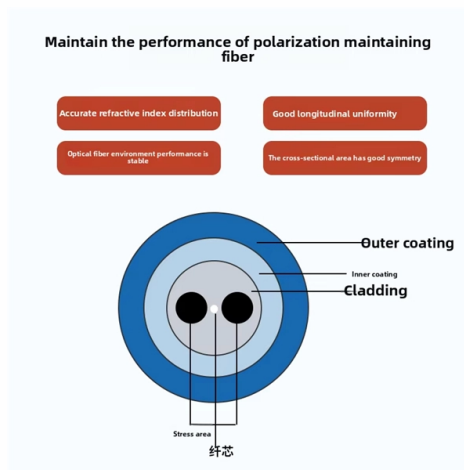 Maintain the performance of polarization maintaining
fiber
Accurate refractive index distribution
Good longitudinal uniformity
Optical fiber environment performance is
stable
The cross-sectional area has good symmetry
Outer coating
Inner coating
Cladding
Stress area
纤芯